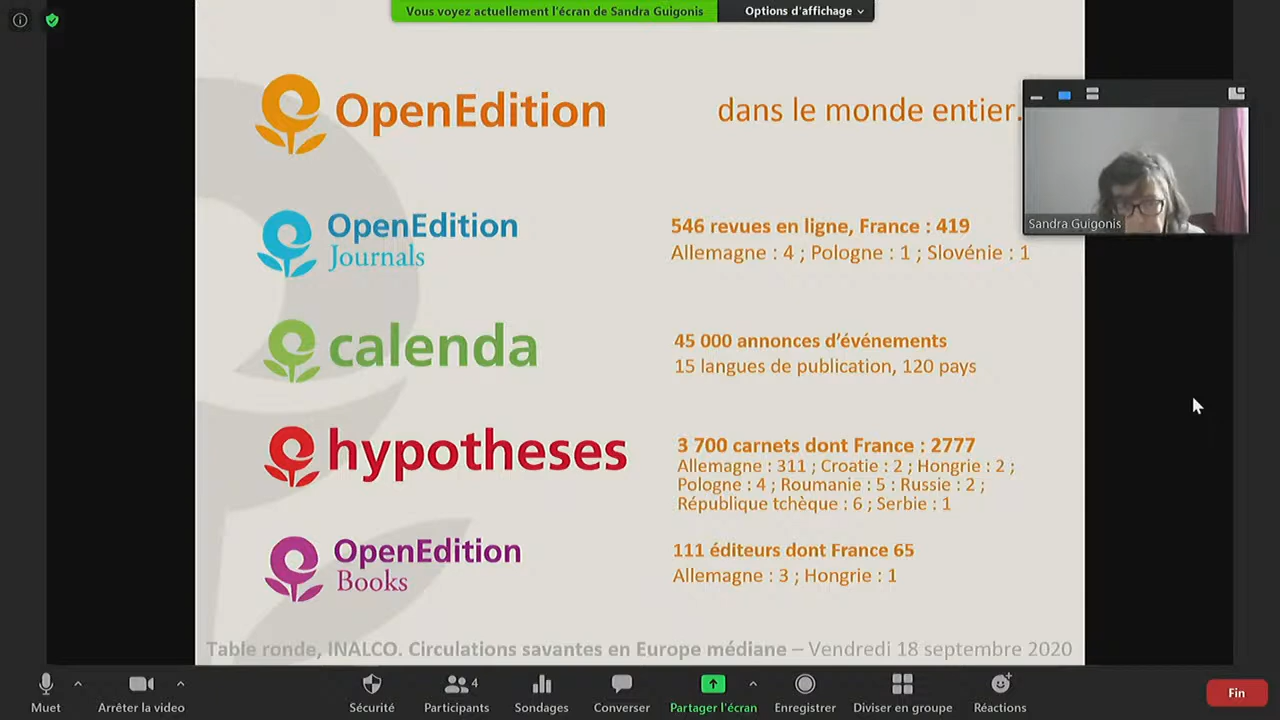 Vous voyez actuellement l'écran de Sandra Guigonis
Options d'affichage
OpenEdition
dans le monde entier.
Sandra Guigonis
OpenEdition
Journals
546 revues en ligne, France : 419
Allemagne : 4 ; Pologne : 1 ; Slovénie : 1
calenda
45 000 annonces d'événements
15 langues de publication, 120 pays
hypotheses
3 700 carnets dont France : 2777
Allemagne : 311 ; Croatie : 2 ; Hongrie : 2 ;
Pologne : 4 ; Roumanie : 5 : Russie : 2 ;
République tchèque : 6 ; Serbie : 1
OpenEdition
Books
111 éditeurs dont France 65
Allemagne : 3 ; Hongrie : 1
Table ronde, INALCO. Circulations savantes en Europe médiane – Vendredi 18 septembre 2020
4
Muet
Arrêter la video
Sécurité
Participants
Sondages
Converser
Partager l'écran
Enregistrer
Diviser en groupe
Réactions
Fin